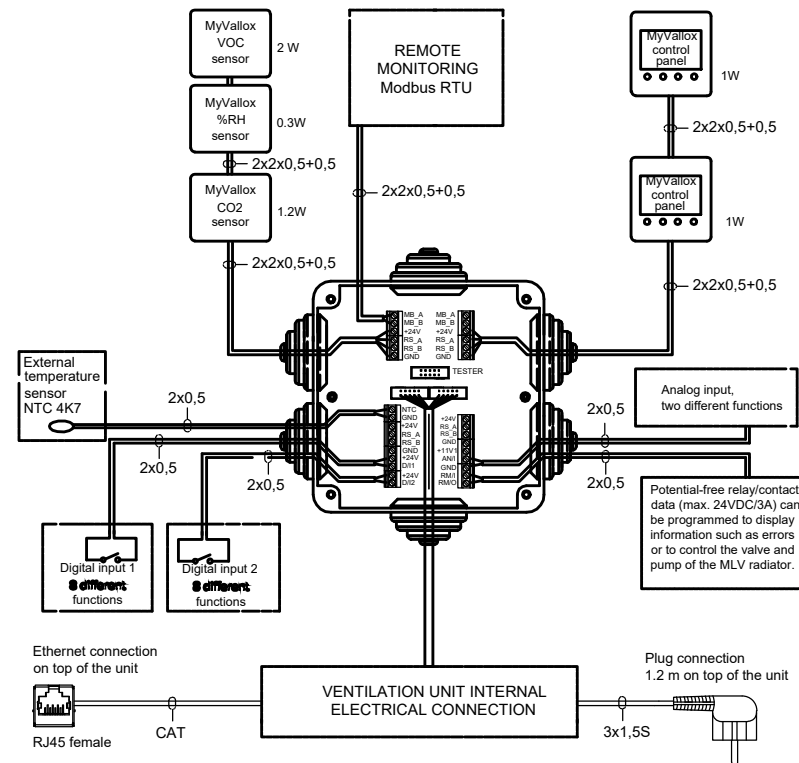 MyVallox
VOC
sensor
2 W
MyVallox
%RH
sensor
0.3W
2x2x0,5+0,5
MyVallox
CO2
sensor
1.2W
2x2x0,5+0,5
REMOTE
MONITORING
Modbus RTU
2x2x0,5+0,5
MyVallox
control
panel
1W
2x2x0,5+0,5
MyVallox
control
panel
1W
2x2x0,5+0,5
MB_A
MB_B
+24V
RS_A
RS_B
GND
MB_A
MB_B
+24V
RS_A
RS_B
GND
TESTER
NTC
GND
+24V
RS_A
RS_B
GND
+24V
D/I1
+24V
D/I2
+24V
RS_A
RS_B
GND
+11V1
AN/I
GND
RM/I
RM/O
External
temperature
sensor
NTC 4K7
2x0,5
2x0,5
2x0,5
Digital input 1
8 different
functions
Digital input 2
8 different
functions
2x0,5
2x0,5
Analog input,
two different functions
Potential-free relay/contact
data (max. 24VDC/3A) can
be programmed to display
information such as errors
or to control the valve and
pump of the MLV radiator.
Ethernet connection
on top of the unit
RJ45 female
CAT
VENTILATION UNIT INTERNAL
ELECTRICAL CONNECTION
3x1,5S
Plug connection
1.2 m on top of the unit